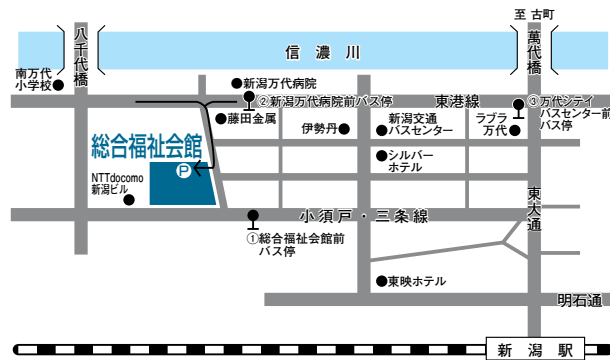 至 古町
八千代橋
信濃川
萬代橋
南万代
小学校
新潟万代病院
②新潟万代病院前バス停
東港線
③万代シテイ
バスセンター前
バス停
藤田金属
伊勢丹
新潟交通
バスセンター
ラブラ
万代
総合福祉会館
P
シルバー
ホテル
NTTdocomo
新潟ビル
東大通
小須戸・三条線
①総合福祉会館前
バス停
東映ホテル
明石通
新潟駅